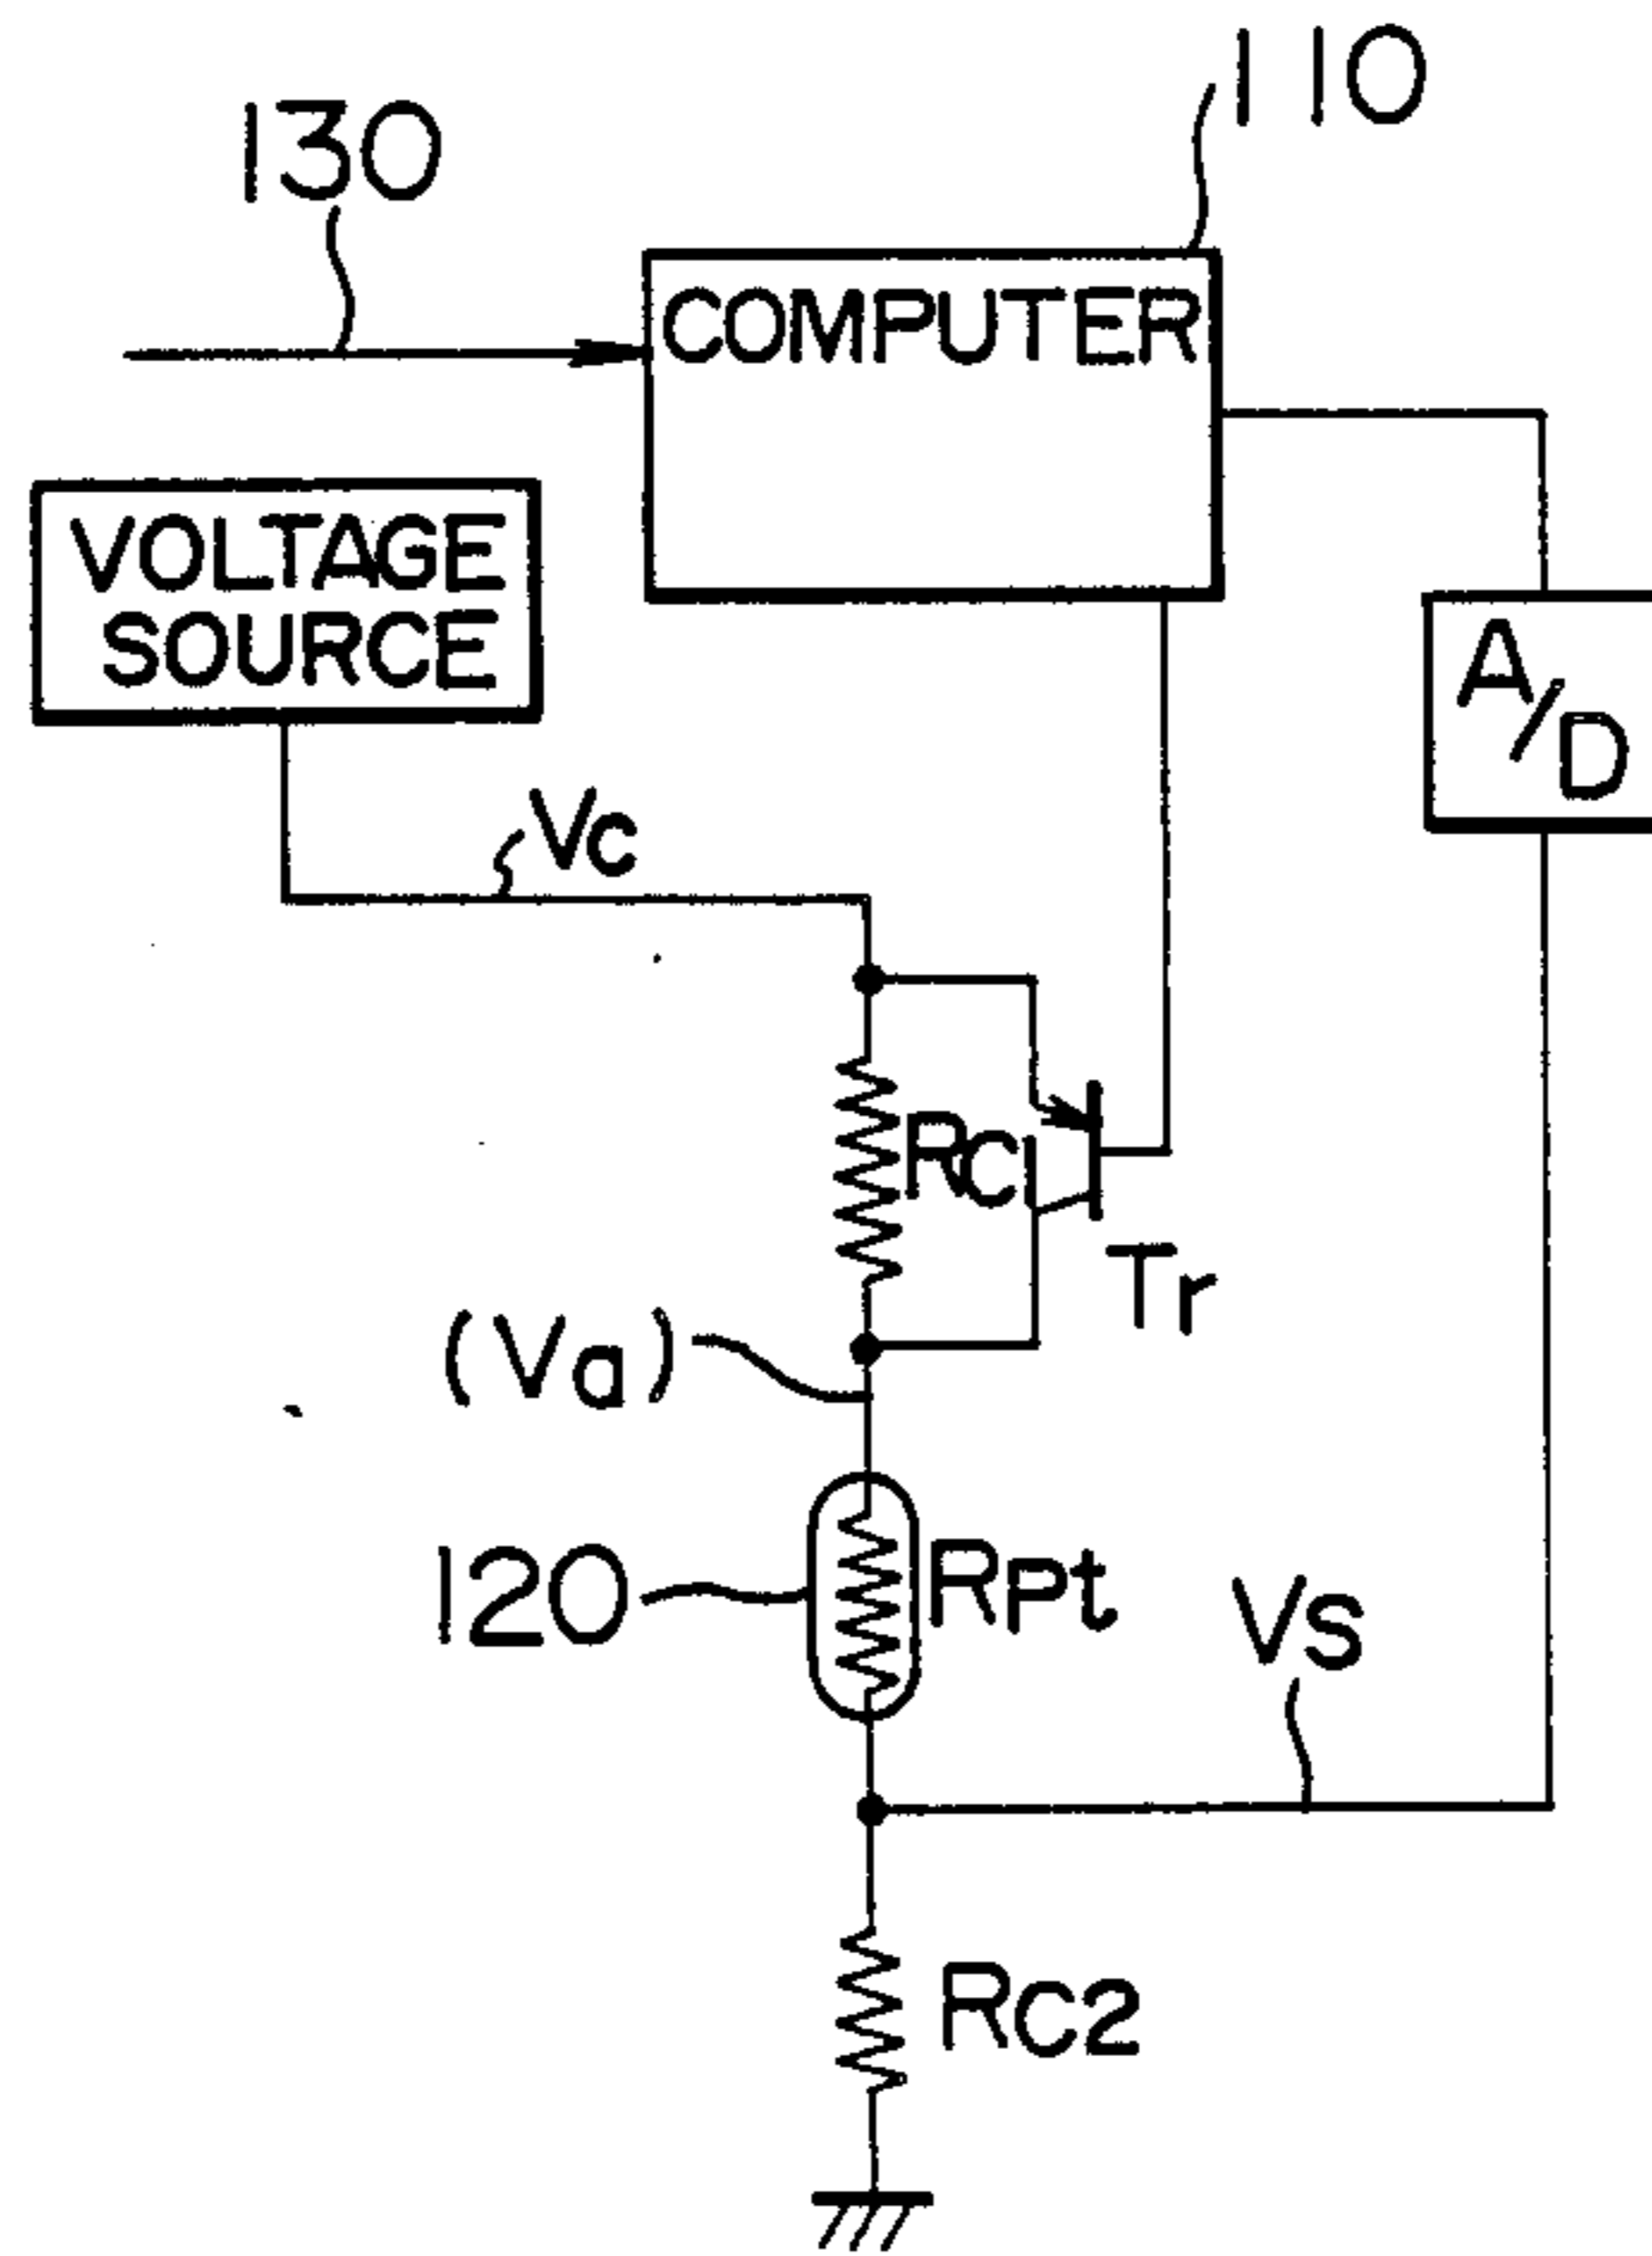 110
130
COMPUTER
VOLTAGE
SOURCE
A/D
Vc
RC1
Tr
(Va)
120
RPt
VS
RC2